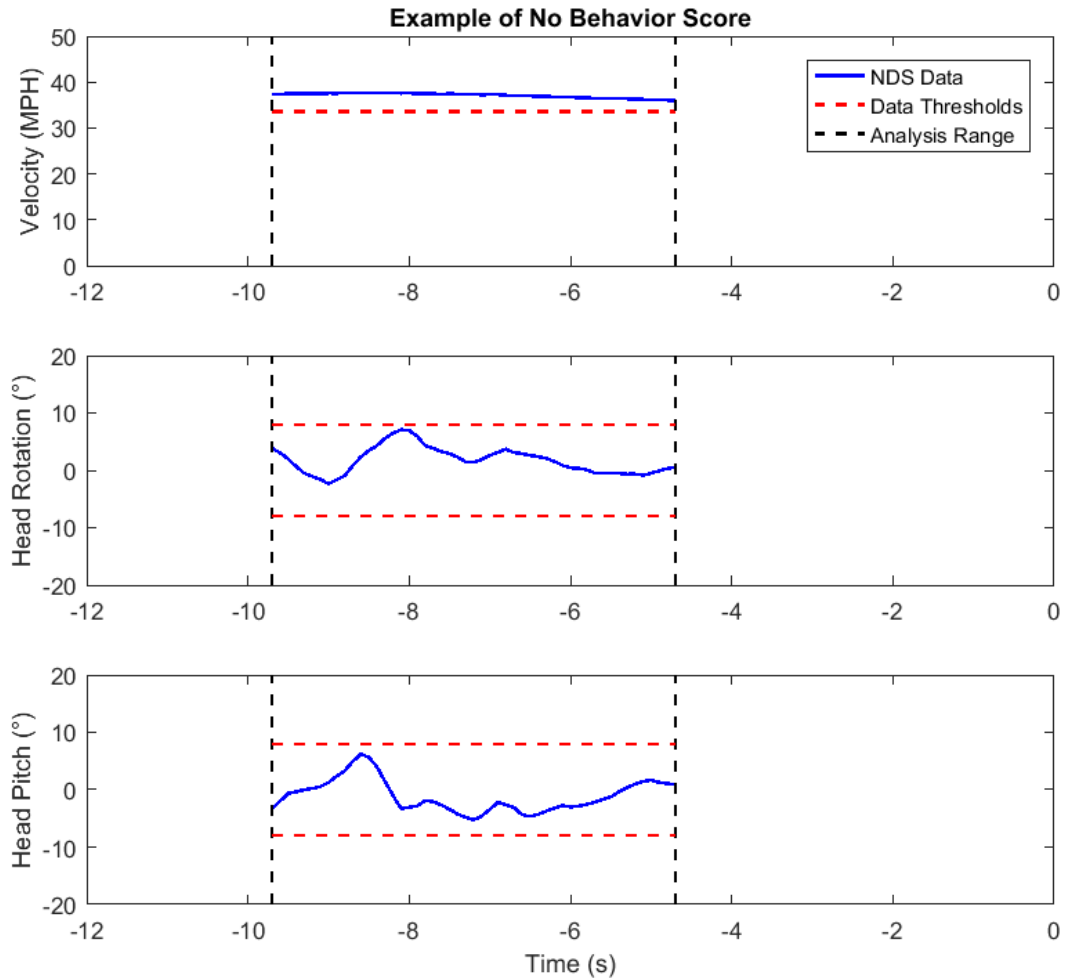 Example of No Behavior Score
Velocity (MPH)
50
40
30
20
10
0
-12 -10 -8 -6 -4 -2 0
NDS Data
Data Thresholds
Analysis Range
Head Rotation (°)
20
10
0
-10
-20
-12 -10 -8 -6 -4 -2 0
Head Pitch (°)
20
10
0
-10
-20
-12 -10 -8 -6 -4 -2 0
Time (s)